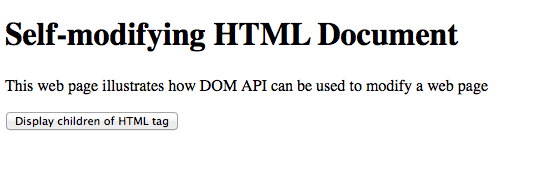 Self-modifying HTML Document
This web page illustrates how DOM API can be used to modify a web page
Display children of HTML tag